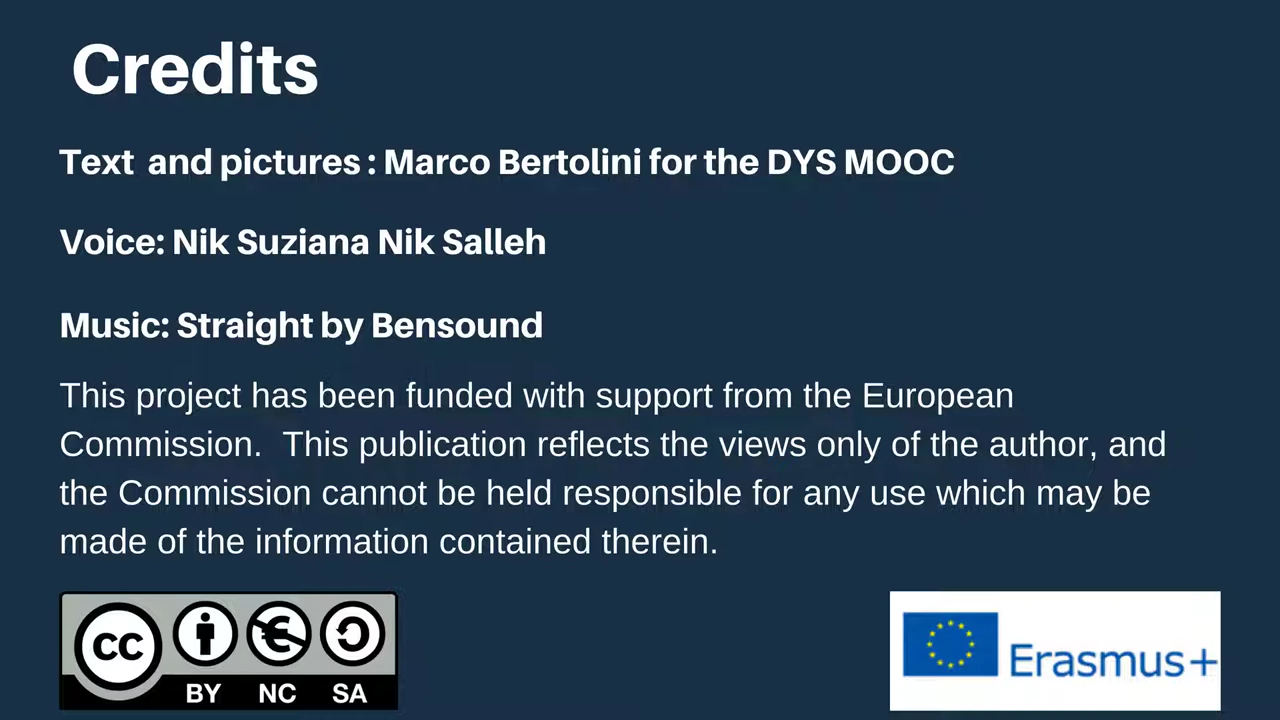 Credits
Text  and pictures : Marco Bertolini for the DYS MOOC
Voice: Nik Suziana Nik Salleh
Music: Straight by Bensound
This project has been funded with support from the European
Commission.  This publication reflects the views only of the author, and
the Commission cannot be held responsible for any use which may be
made of the information contained therein.
CC
BY NC SA
Erasmus+